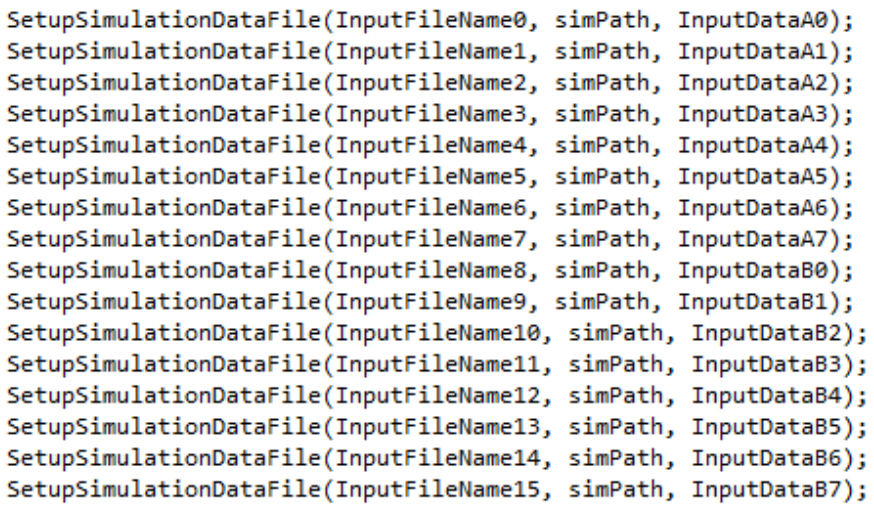 SetupSimulationDataFile(InputFileName0, simPath, InputDataA0);
SetupSimulationDataFile(InputFileName1, simPath, InputDataA1);
SetupSimulationDataFile(InputFileName2, simPath, InputDataA2);
SetupSimulationDataFile(InputFileName3, simPath, InputDataA3);
SetupSimulationDataFile(InputFileName4, simPath, InputDataA4);
SetupSimulationDataFile(InputFileName5, simPath, InputDataA5);
SetupSimulationDataFile(InputFileName6, simPath, InputDataA6);
SetupSimulationDataFile(InputFileName7, simPath, InputDataA7);
SetupSimulationDataFile(InputFileName8, simPath, InputDataB0);
SetupSimulationDataFile(InputFileName9, simPath, InputDataB1);
SetupSimulationDataFile(InputFileName10, simPath, InputDataB2);
SetupSimulationDataFile(InputFileName11, simPath, InputDataB3);
SetupSimulationDataFile(InputFileName12, simPath, InputDataB4);
SetupSimulationDataFile(InputFileName13, simPath, InputDataB5);
SetupSimulationDataFile(InputFileName14, simPath, InputDataB6);
SetupSimulationDataFile(InputFileName15, simPath, InputDataB7);